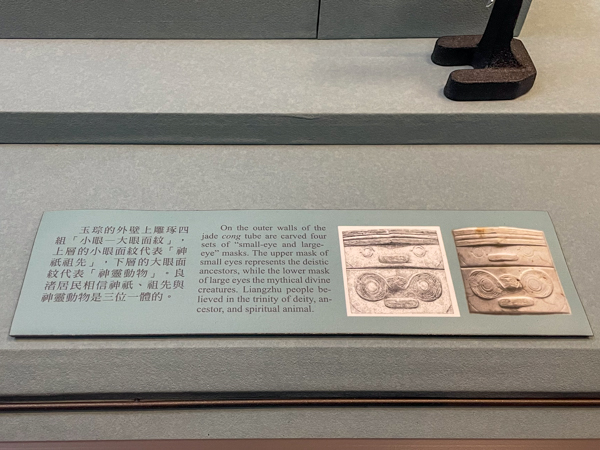 玉琮的外壁上雕琢四
組「小眼—大眼面紋」，
上層的小眼面紋代表「神
祇祖先」，下層的大眼面
紋代表「神靈動物」。良
渚居民相信神祇、祖先與
神靈動物是三位一體的。
On the outer walls of the
jade cong tube are carved four
sets of “small-eye and large-
eye” masks. The upper mask of
small eyes represents the deistic
ancestors, while the lower mask
of large eyes the mythical divine
creatures. Liangzhu people be-
lieved in the trinity of deity, an-
cestor, and spiritual animal.